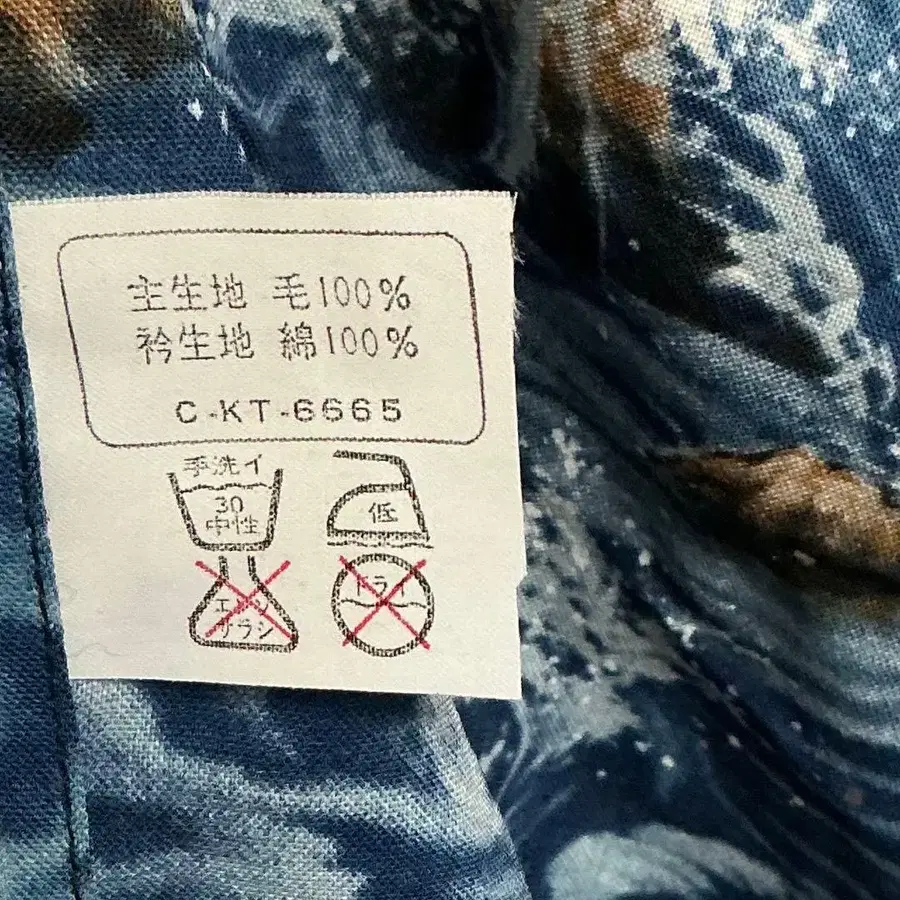 主生地 毛100%
衿生地 綿100%
C-KT-6665
手洗イ
30
中性
低
エンソ
サラシ
ドライ